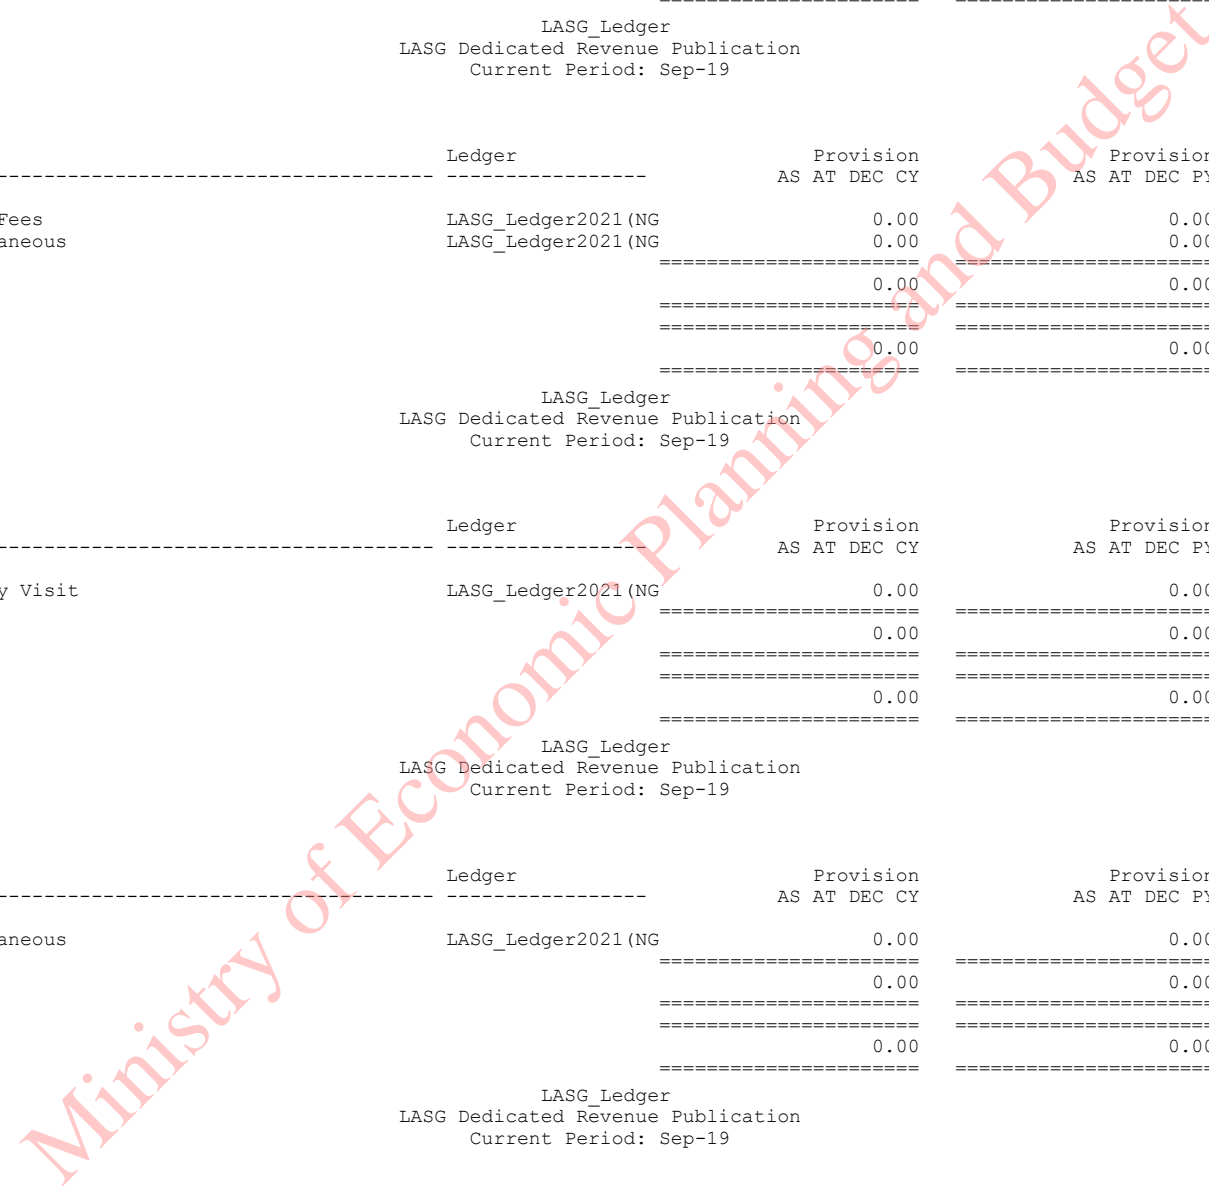 ====================== ======================
LASG_Ledger
LASG Dedicated Revenue Publication
Current Period: Sep-19
Ledger Provision Provision
------------------------------------- ----------------- AS AT DEC CY AS AT DEC PY
Fees LASG_Ledger2021(NG 0.00 0.00
aneous LASG_Ledger2021(NG 0.00 0.00
====================== ======================
0.00 0.00
====================== ======================
====================== ======================
0.00 0.00
====================== ======================
LASG_Ledger
LASG Dedicated Revenue Publication
Current Period: Sep-19
Ledger Provision Provision
------------------------------------- ----------------- AS AT DEC CY AS AT DEC PY
y Visit LASG_Ledger2021(NG 0.00 0.00
====================== ======================
0.00 0.00
====================== ======================
====================== ======================
0.00 0.00
====================== ======================
LASG_Ledger
LASG Dedicated Revenue Publication
Current Period: Sep-19
Ledger Provision Provision
------------------------------------- ----------------- AS AT DEC CY AS AT DEC PY
aneous LASG_Ledger2021(NG 0.00 0.00
====================== ======================
0.00 0.00
====================== ======================
====================== ======================
0.00 0.00
====================== ======================
LASG_Ledger
LASG Dedicated Revenue Publication
Current Period: Sep-19
Ministry of Economic Planning and Budget